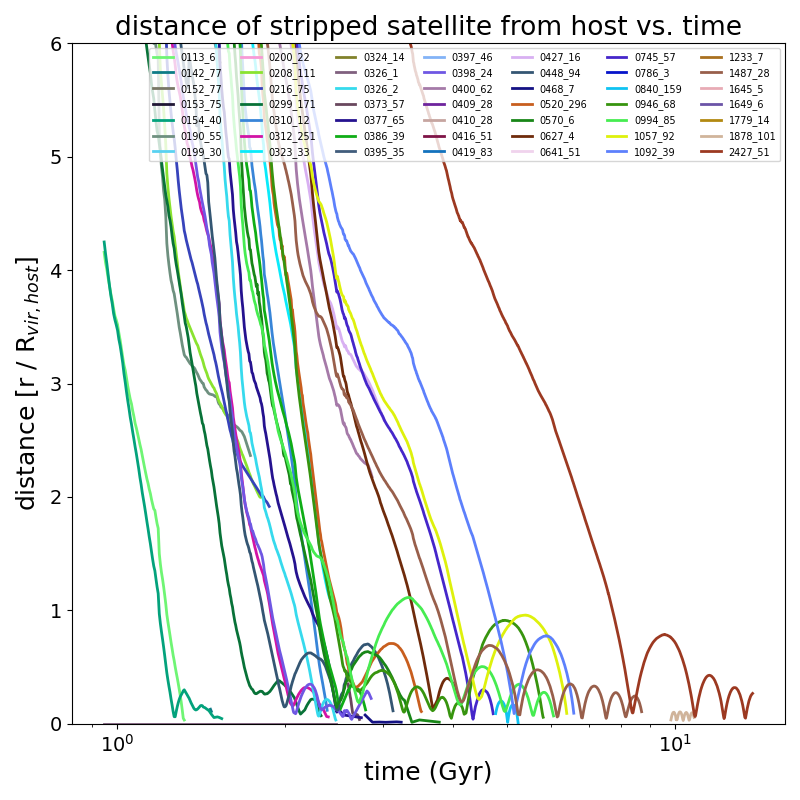 distance of stripped satellite from host vs. time
0113_6 0200_22 0324_14 0397_46 0427_16 0745_57 1233_7
0142_77 0208_111 0326_1 0398_24 0448_94 0786_3 1487_28
0152_77 0216_75 0326_2 0400_62 0468_7 0840_159 1645_5
0153_75 0299_171 0373_57 0409_28 0520_296 0946_68 1649_6
0154_40 0310_12 0377_65 0410_28 0570_6 0994_85 1779_14
0190_55 0312_251 0386_39 0416_51 0627_4 1057_92 1878_101
0199_30 0323_33 0395_35 0419_83 0641_51 1092_39 2427_51
6
5
4
3
2
1
0
distance [r / R_vir,host]
10^0 10^1
time (Gyr)